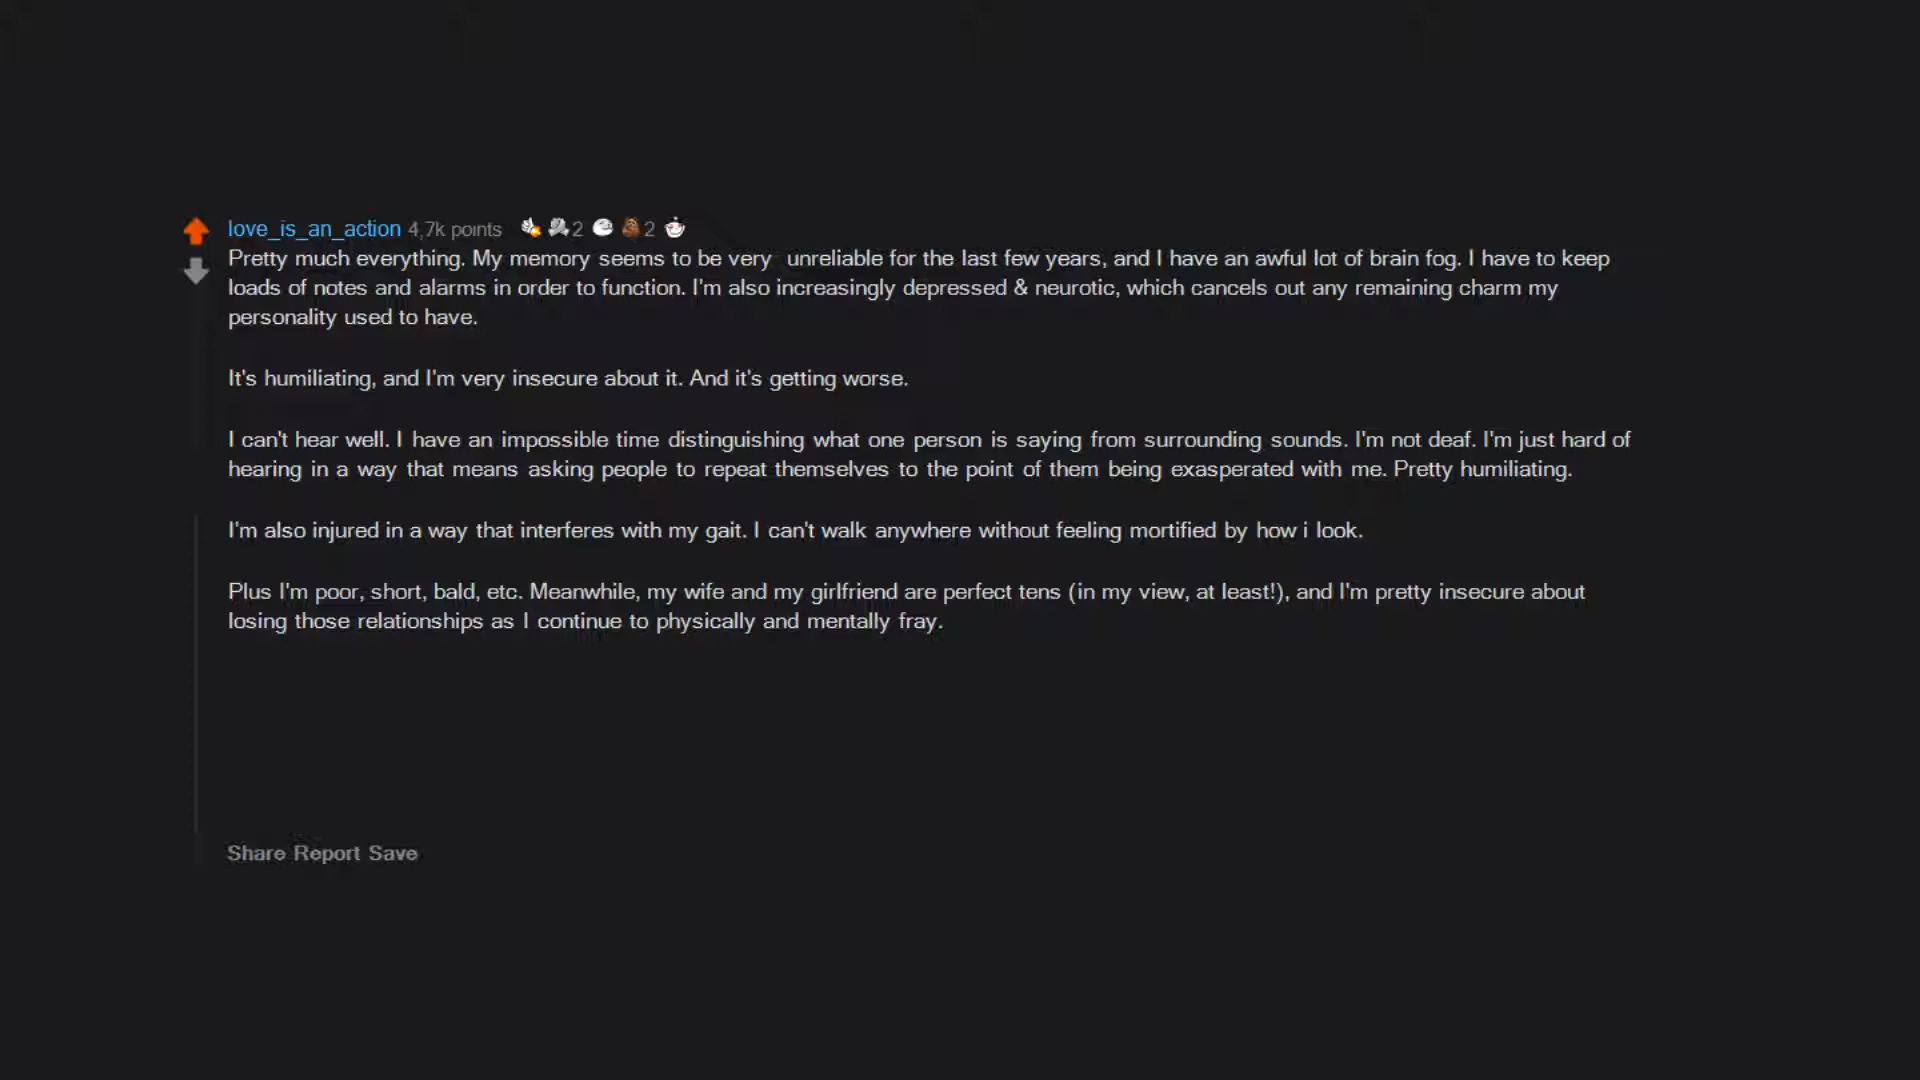 love_is_an_action 4,7k points 2 2
Pretty much everything. My memory seems to be very unreliable for the last few years, and I have an awful lot of brain fog. I have to keep
loads of notes and alarms in order to function. I'm also increasingly depressed & neurotic, which cancels out any remaining charm my
personality used to have.
It's humiliating, and I'm very insecure about it. And it's getting worse.
I can't hear well. I have an impossible time distinguishing what one person is saying from surrounding sounds. I'm not deaf. I'm just hard of
hearing in a way that means asking people to repeat themselves to the point of them being exasperated with me. Pretty humiliating.
I'm also injured in a way that interferes with my gait. I can't walk anywhere without feeling mortified by how i look.
Plus I'm poor, short, bald, etc. Meanwhile, my wife and my girlfriend are perfect tens (in my view, at least!), and I'm pretty insecure about
losing those relationships as I continue to physically and mentally fray.
Share Report Save